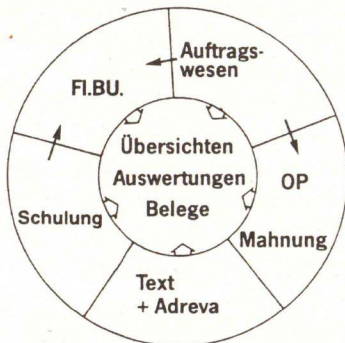 Auftrags-
wesen
FI.BU.
Übersichten
Auswertungen
Belege
OP
Mahnung
Schulung
Text
+ Adreva